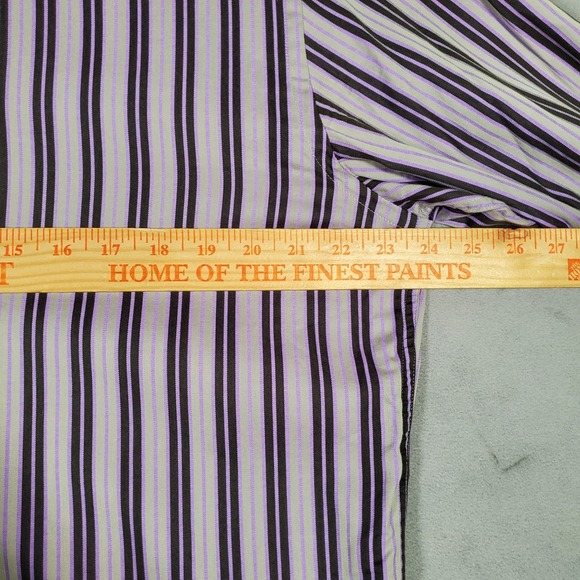 15 16 17 18 19 20 21 22 23 24 25 26 27
T HOME OF THE FINEST PAINTS